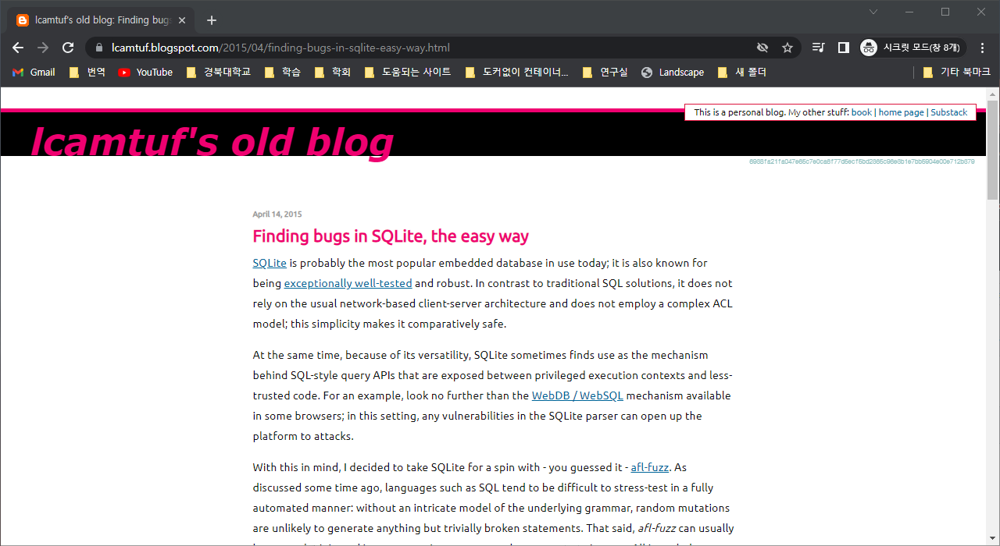 lcamtuf's old blog: Finding bugs
lcamtuf.blogspot.com/2015/04/finding-bugs-in-sqlite-easy-way.html
시크릿 모드(창 8개)
Gmail 번역 YouTube 경북대학교 학습 학회 도움되는 사이트 도커없이 컨테이너... 연구실 Landscape 새 폴더 기타 북마크
This is a personal blog. My other stuff: book | home page | Substack
lcamtuf's old blog
April 14, 2015
Finding bugs in SQLite, the easy way
SQLite is probably the most popular embedded database in use today; it is also known for
being exceptionally well-tested and robust. In contrast to traditional SQL solutions, it does not
rely on the usual network-based client-server architecture and does not employ a complex ACL
model; this simplicity makes it comparatively safe.
At the same time, because of its versatility, SQLite sometimes finds use as the mechanism
behind SQL-style query APIs that are exposed between privileged execution contexts and less-
trusted code. For an example, look no further than the WebDB / WebSQL mechanism available
in some browsers; in this setting, any vulnerabilities in the SQLite parser can open up the
platform to attacks.
With this in mind, I decided to take SQLite for a spin with - you guessed it - afl-fuzz. As
discussed some time ago, languages such as SQL tend to be difficult to stress-test in a fully
automated manner: without an intricate model of the underlying grammar, random mutations
are unlikely to generate anything but trivially broken statements. That said, afl-fuzz can usually